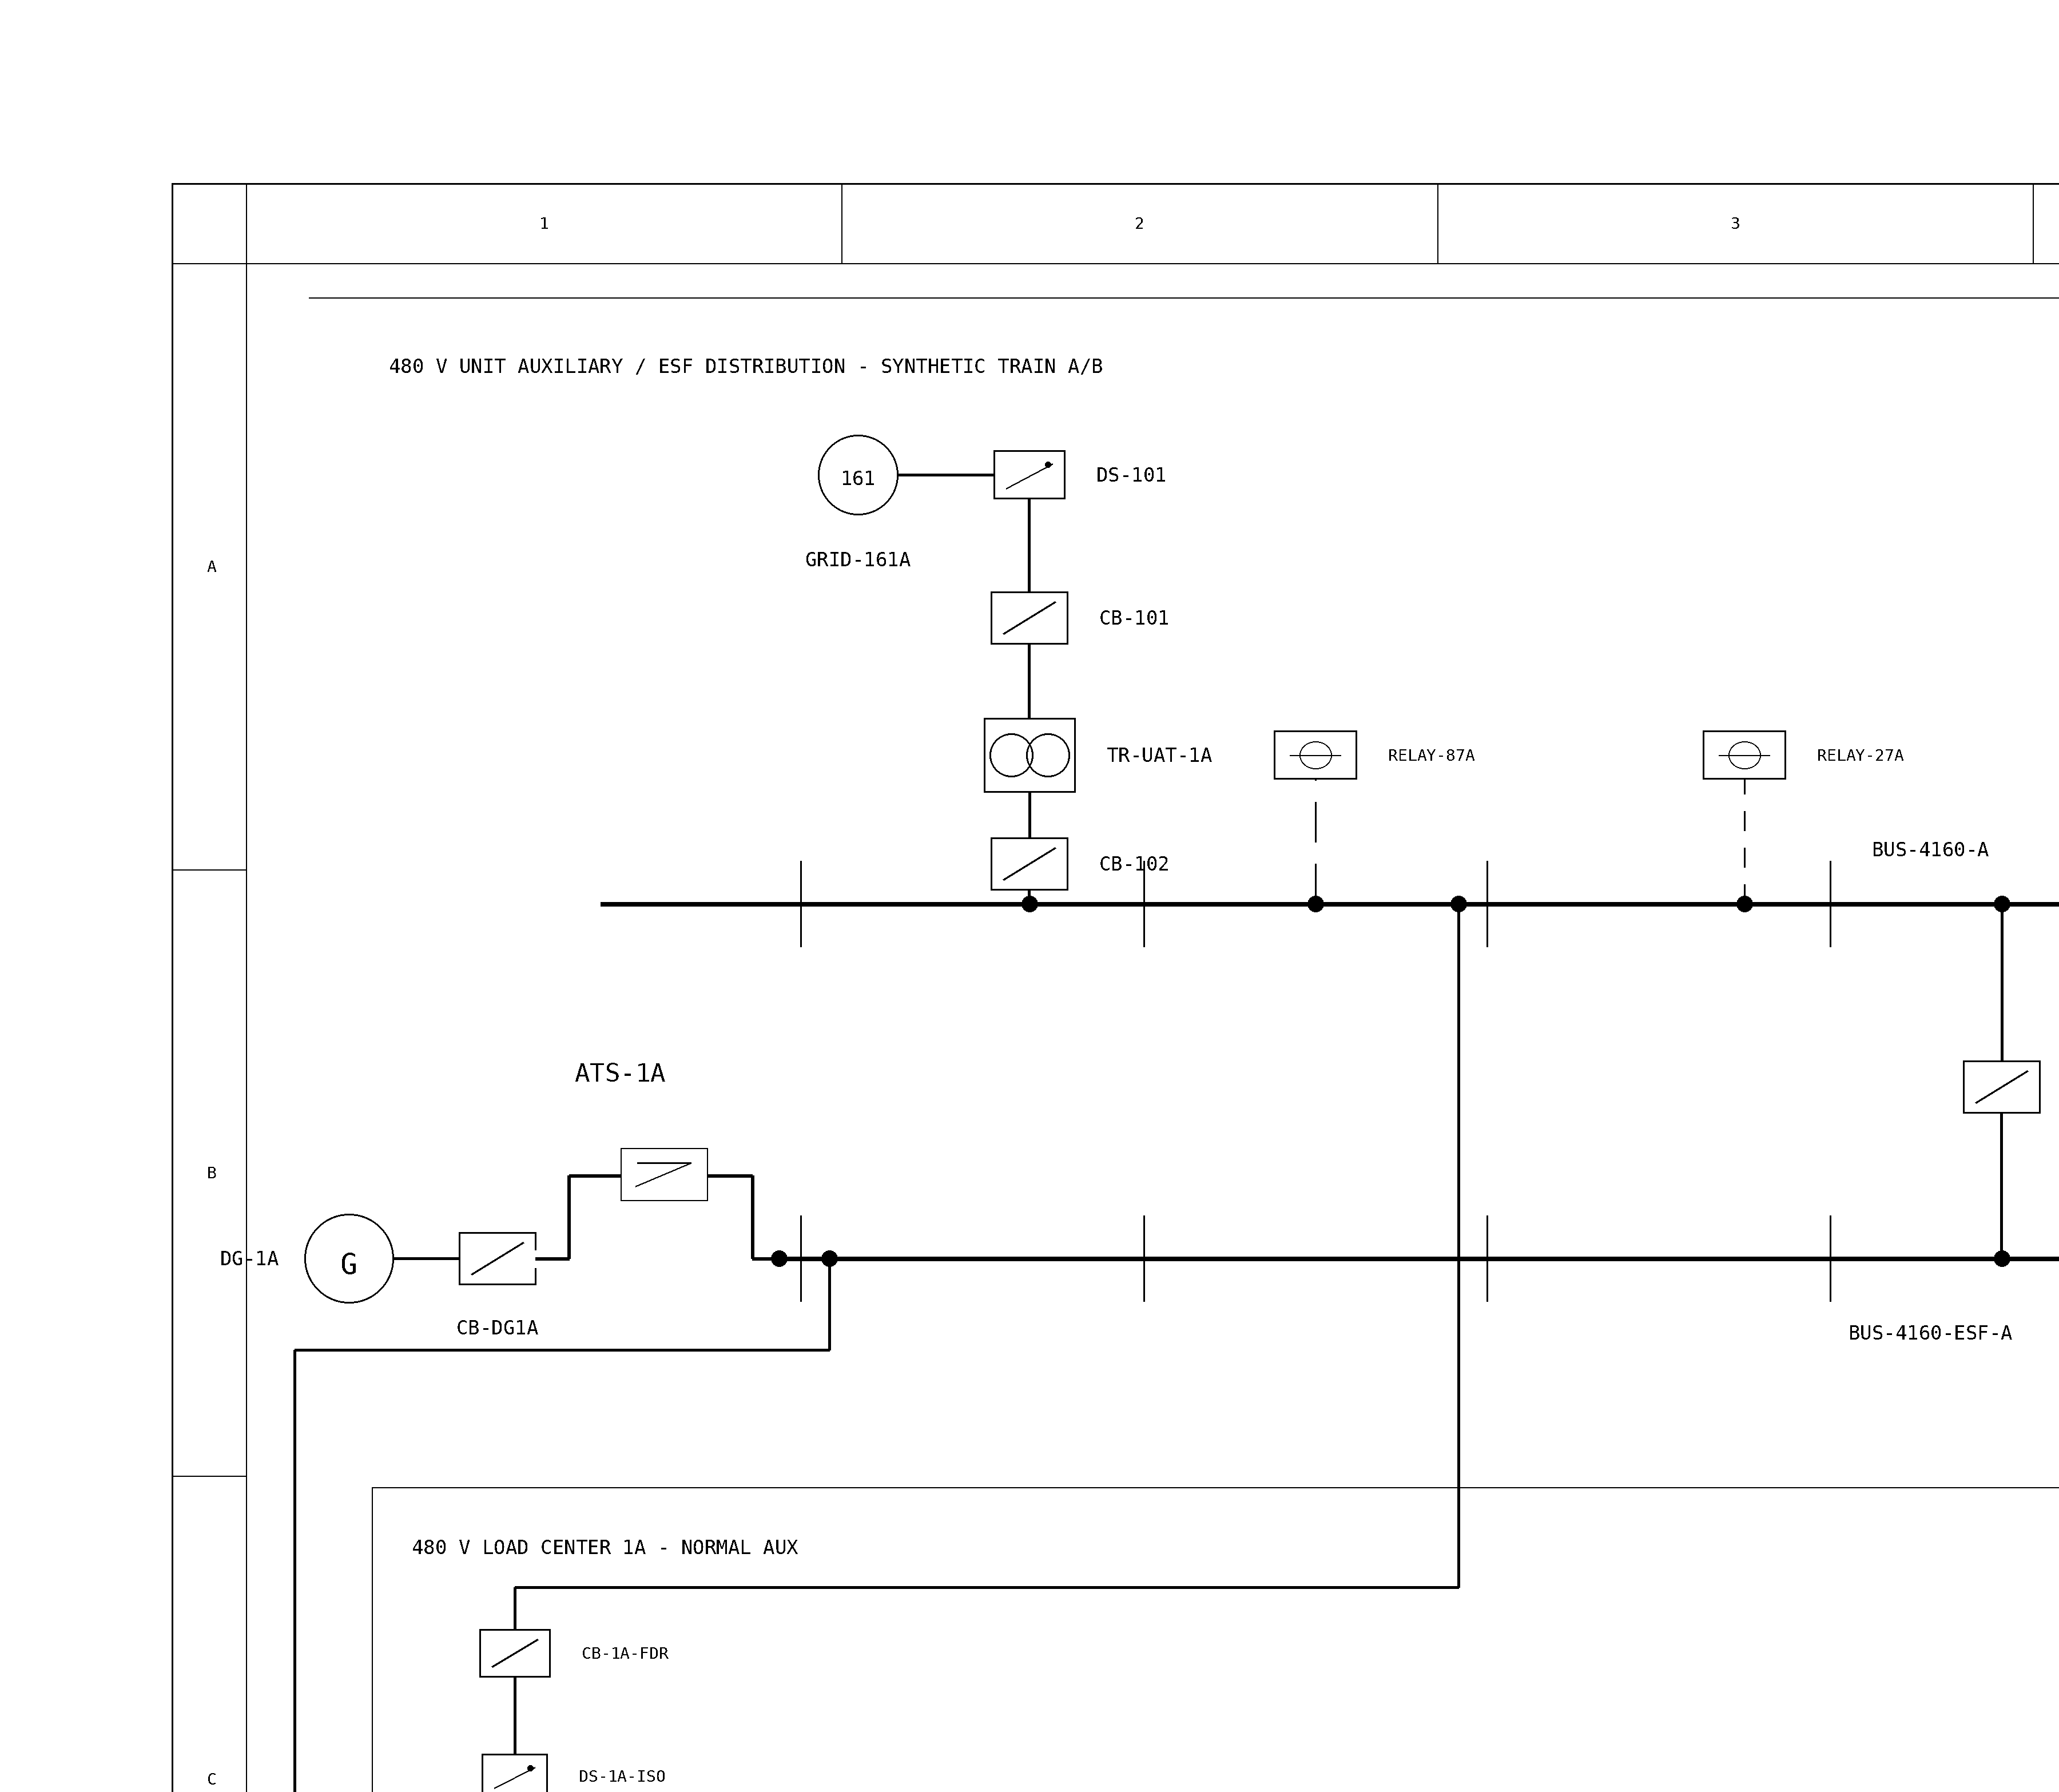 1 2 3
480 V UNIT AUXILIARY / ESF DISTRIBUTION - SYNTHETIC TRAIN A/B
161
DS-101
GRID-161A
A
CB-101
TR-UAT-1A
RELAY-87A
RELAY-27A
BUS-4160-A
CB-102
ATS-1A
B
DG-1A
G
CB-DG1A
BUS-4160-ESF-A
480 V LOAD CENTER 1A - NORMAL AUX
CB-1A-FDR
DS-1A-ISO
C